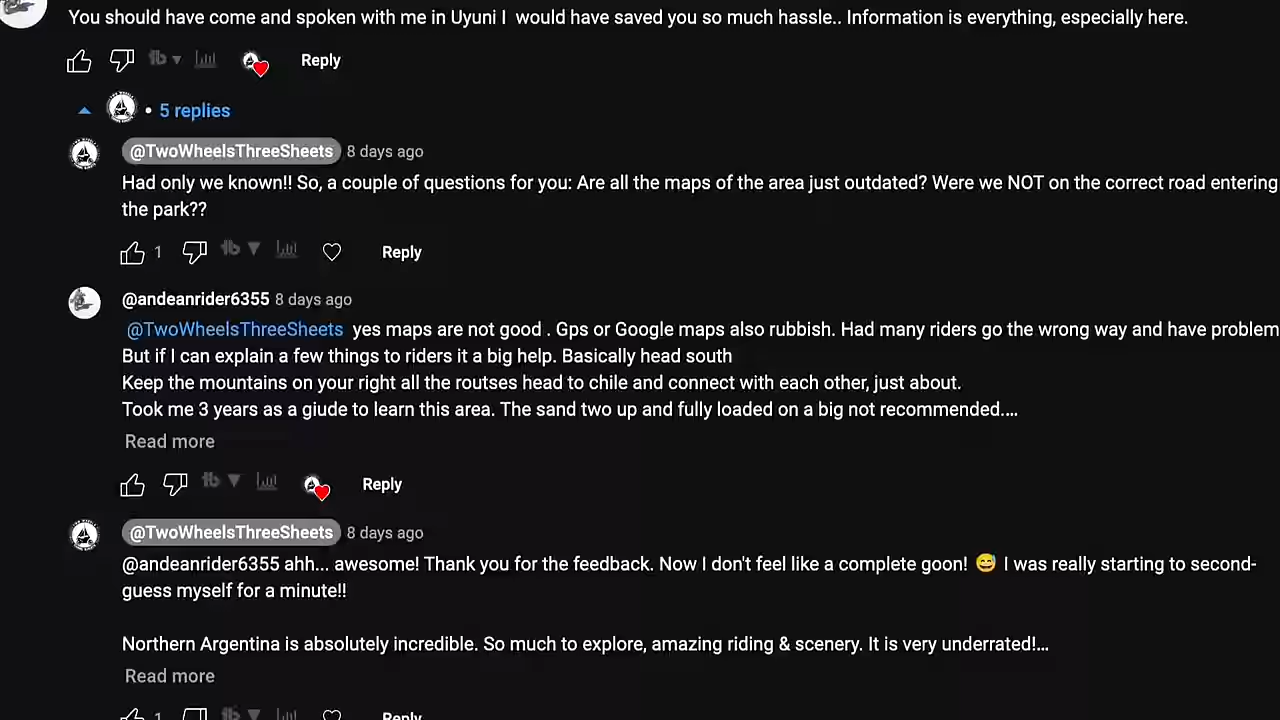 You should have come and spoken with me in Uyuni I would have saved you so much hassle.. Information is everything, especially here.
Reply
• 5 replies
@TwoWheelsThreeSheets 8 days ago
Had only we known!! So, a couple of questions for you: Are all the maps of the area just outdated? Were we NOT on the correct road entering
the park??
1 Reply
@andeanrider6355 8 days ago
@TwoWheelsThreeSheets yes maps are not good . Gps or Google maps also rubbish. Had many riders go the wrong way and have problem
But if I can explain a few things to riders it a big help. Basically head south
Keep the mountains on your right all the routses head to chile and connect with each other, just about.
Took me 3 years as a giude to learn this area. The sand two up and fully loaded on a big not recommended....
Read more
Reply
@TwoWheelsThreeSheets 8 days ago
@andeanrider6355 ahh... awesome! Thank you for the feedback. Now I don't feel like a complete goon! 😅 I was really starting to second-
guess myself for a minute!!
Northern Argentina is absolutely incredible. So much to explore, amazing riding & scenery. It is very underrated!...
Read more
1 Reply